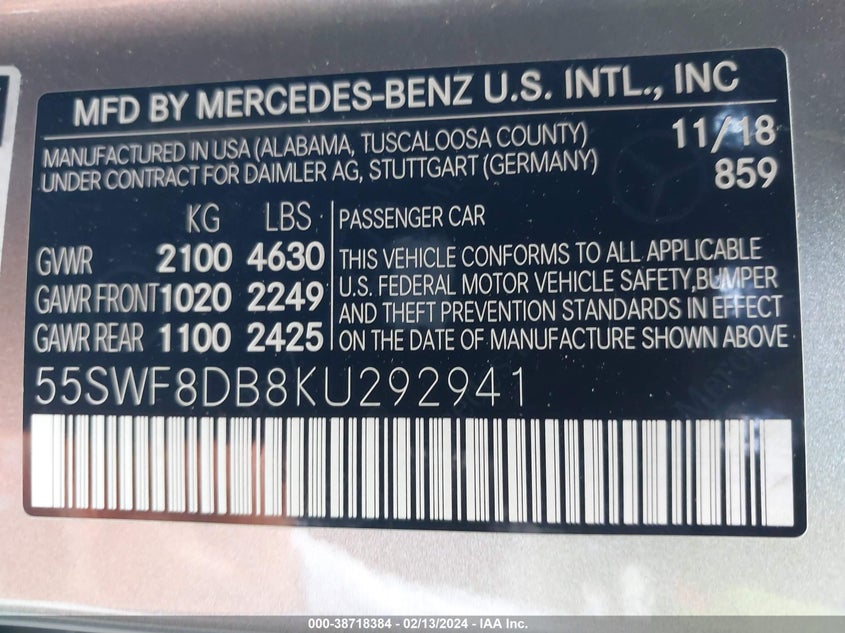 MFD BY MERCEDES-BENZ U.S. INTL., INC
MANUFACTURED IN USA (ALABAMA, TUSCALOOSA COUNTY) 11/18
UNDER CONTRACT FOR DAIMLER AG, STUTTGART (GERMANY) 859
KG LBS PASSENGER CAR
GVWR 2100 4630 THIS VEHICLE CONFORMS TO ALL APPLICABLE
U.S. FEDERAL MOTOR VEHICLE SAFETY,BUMPER
GAWR FRONT 1020 2249 AND THEFT PREVENTION STANDARDS IN EFFECT
GAWR REAR 1100 2425 ON THE DATE OF MANUFACTURE SHOWN ABOVE
55SWF8DB8KU292941
000-38718384 - 02/13/2024 - IAA Inc.